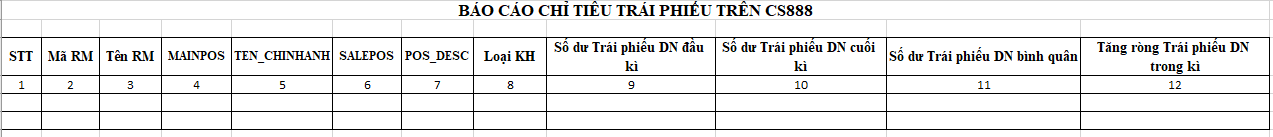 BÁO CÁO CHỈ TIÊU TRÁI PHIẾU TRÊN CS888
STT Mã RM Tên RM MAINPOS TEN_CHINHANH SALEPOS POS_DESC Loại KH Số dư Trái phiếu DN đầu kì Số dư Trái phiếu DN cuối kì Số dư Trái phiếu DN bình quân Tăng ròng Trái phiếu DN trong kì
1 2 3 4 5 6 7 8 9 10 11 12